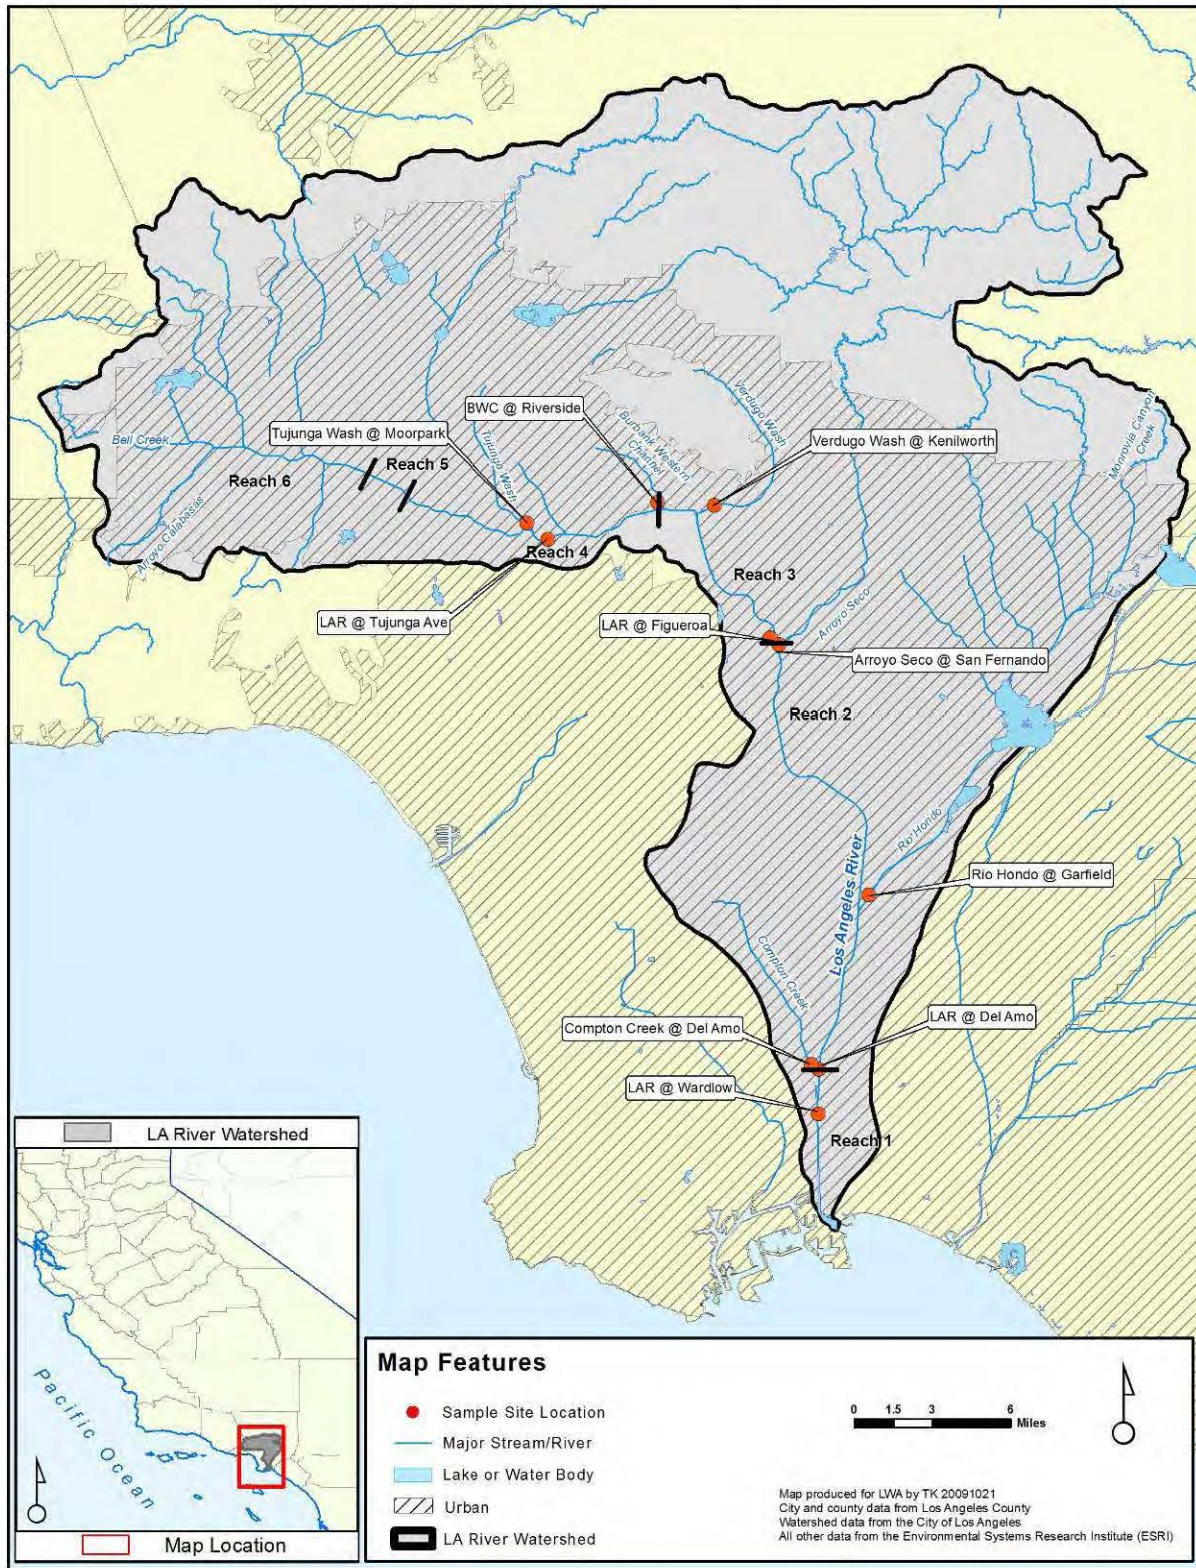 BWC @ Riverside
Tujunga Wash @ Moorpark
Verdugo Wash
Verdugo Wash @ Kenilworth
Burbank Western
Channel
Monrovia Canyon
Creek
Bell Creek
Reach 5
Reach 6
Tujungo Wash
Arroyo Calabasas
Reach 4
LAR @ Tujunga Ave
Reach 3
Arroyo Seco
LAR @ Figueroa
Arroyo Seco @ San Fernando
Reach 2
Rio Hondo
Los Angeles River
Rio Hondo @ Garfield
Compton Creek
Compton Creek @ Del Amo
LAR @ Del Amo
LAR @ Wardlow
Reach 1
LA River Watershed
Pacific Ocean
Map Location
Map Features
Sample Site Location
Major Stream/River
Lake or Water Body
Urban
LA River Watershed
0 1.5 3 6
Miles
Map produced for LWA by TK 20091021
City and county data from Los Angeles County
Watershed data from the City of Los Angeles
All other data from the Environmental Systems Research Institute (ESRI)